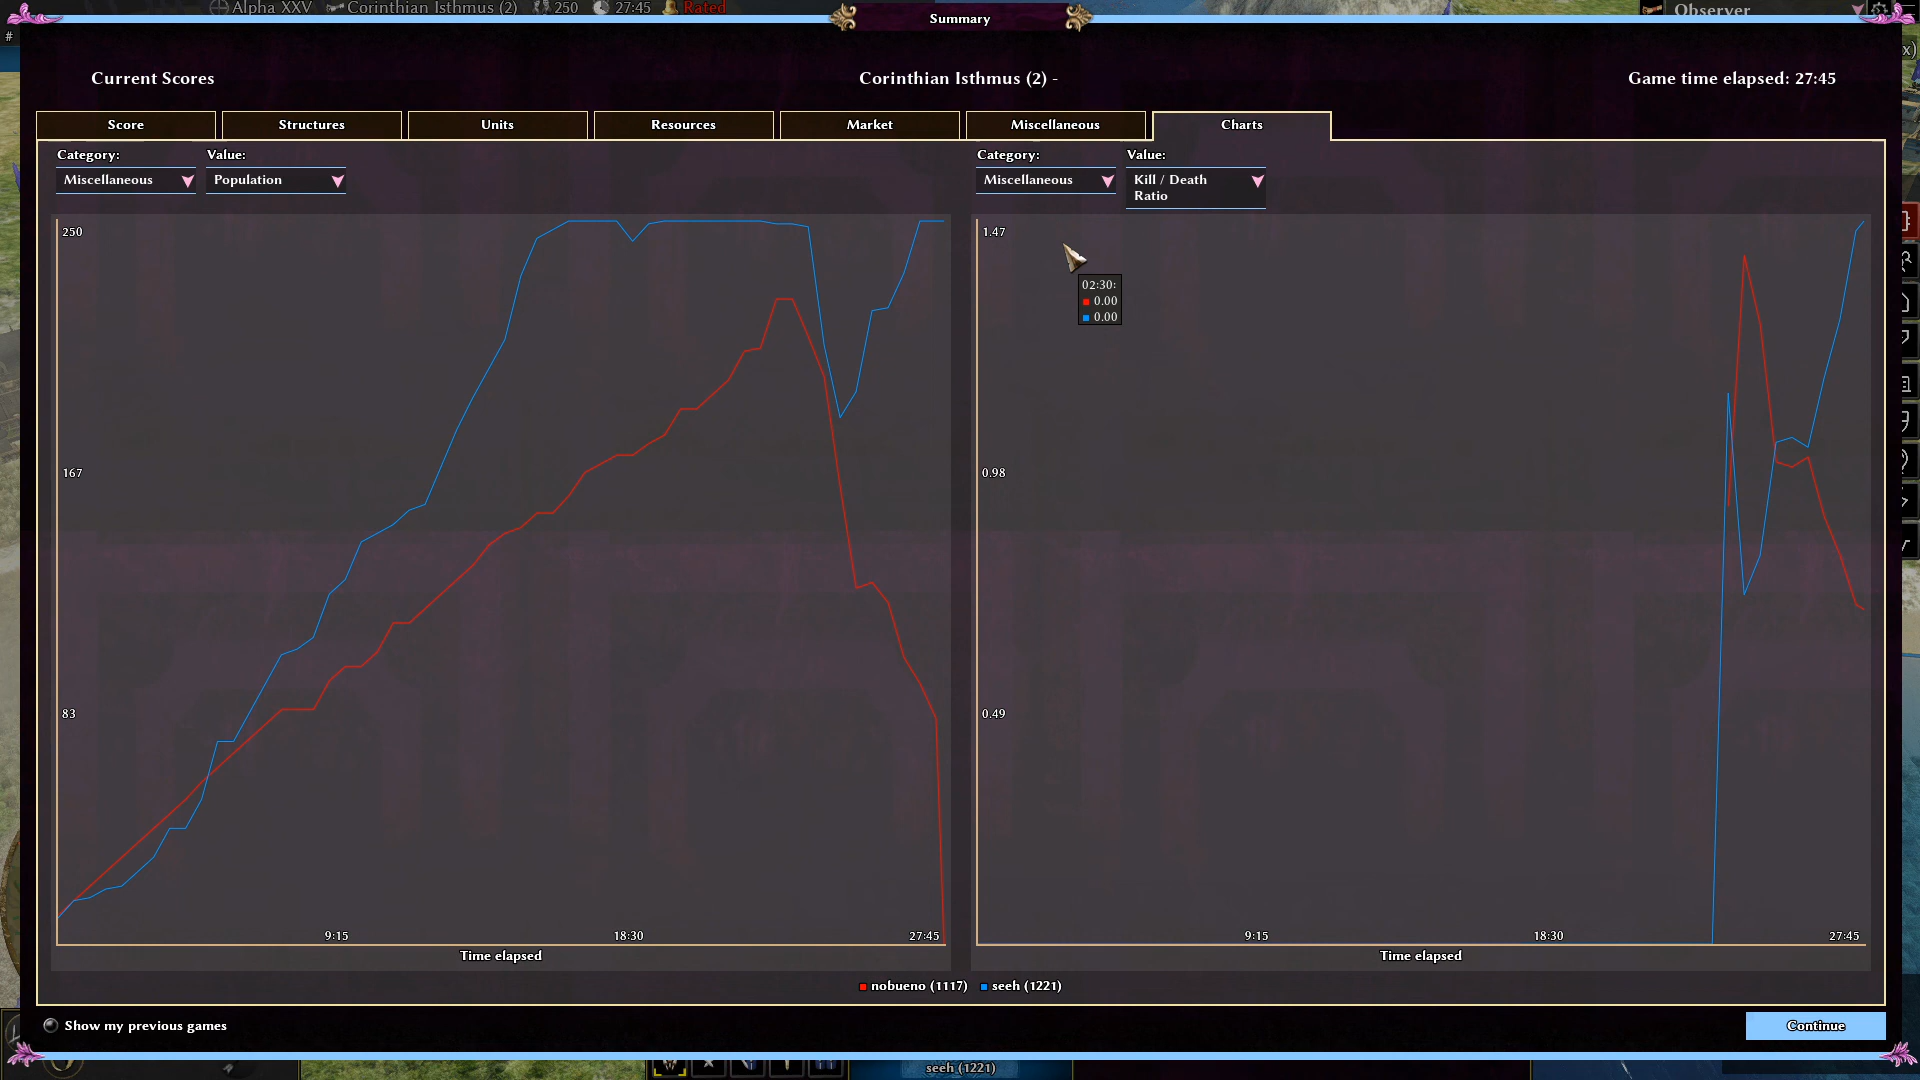 Alpha XXV Corinthian Isthmus (2) 250 27:45 Rated
Observer
Summary
#
Current Scores
Corinthian Isthmus (2) -
Game time elapsed: 27:45
Score
Structures
Units
Resources
Market
Miscellaneous
Charts
Category:
Value:
Miscellaneous
Population
Category:
Value:
Miscellaneous
Kill / Death
Ratio
250
167
83
9:15
18:30
27:45
Time elapsed
1.47
0.98
0.49
02:30:
0.00
0.00
9:15
18:30
27:45
Time elapsed
nobueno (1117)
seeh (1221)
Show my previous games
Continue
seeh (1221)